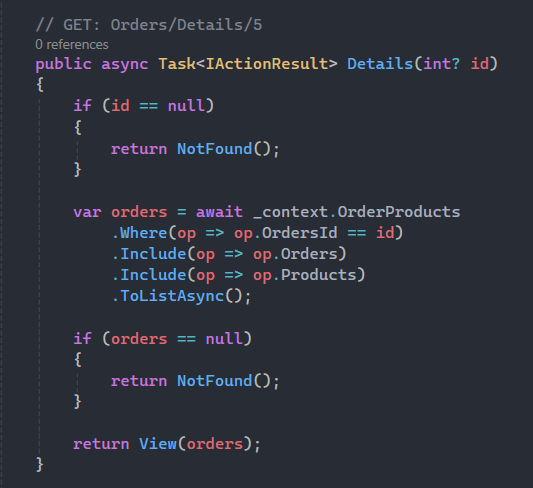 // GET: Orders/Details/5
0 references
public async Task<IActionResult> Details(int? id)
{
    if (id == null)
    {
        return NotFound();
    }

    var orders = await _context.OrderProducts
        .Where(op => op.OrdersId == id)
        .Include(op => op.Orders)
        .Include(op => op.Products)
        .ToListAsync();

    if (orders == null)
    {
        return NotFound();
    }

    return View(orders);
}